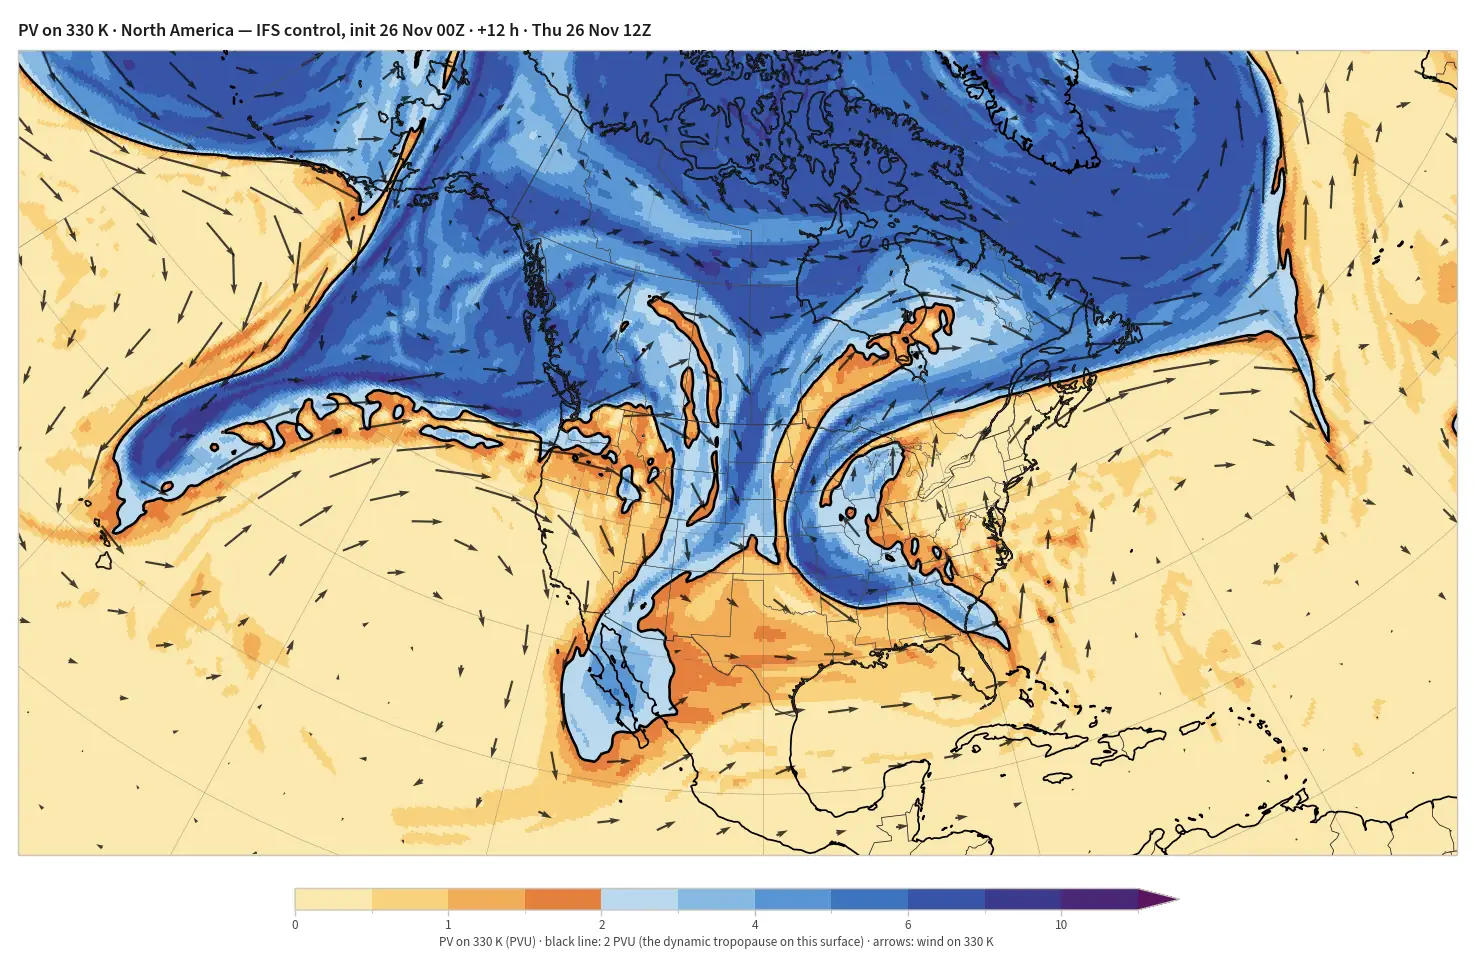 PV on 330 K · North America — IFS control, init 26 Nov 00Z · +12 h · Thu 26 Nov 12Z
0 1 2 4 6 10
PV on 330 K (PVU) · black line: 2 PVU (the dynamic tropopause on this surface) · arrows: wind on 330 K